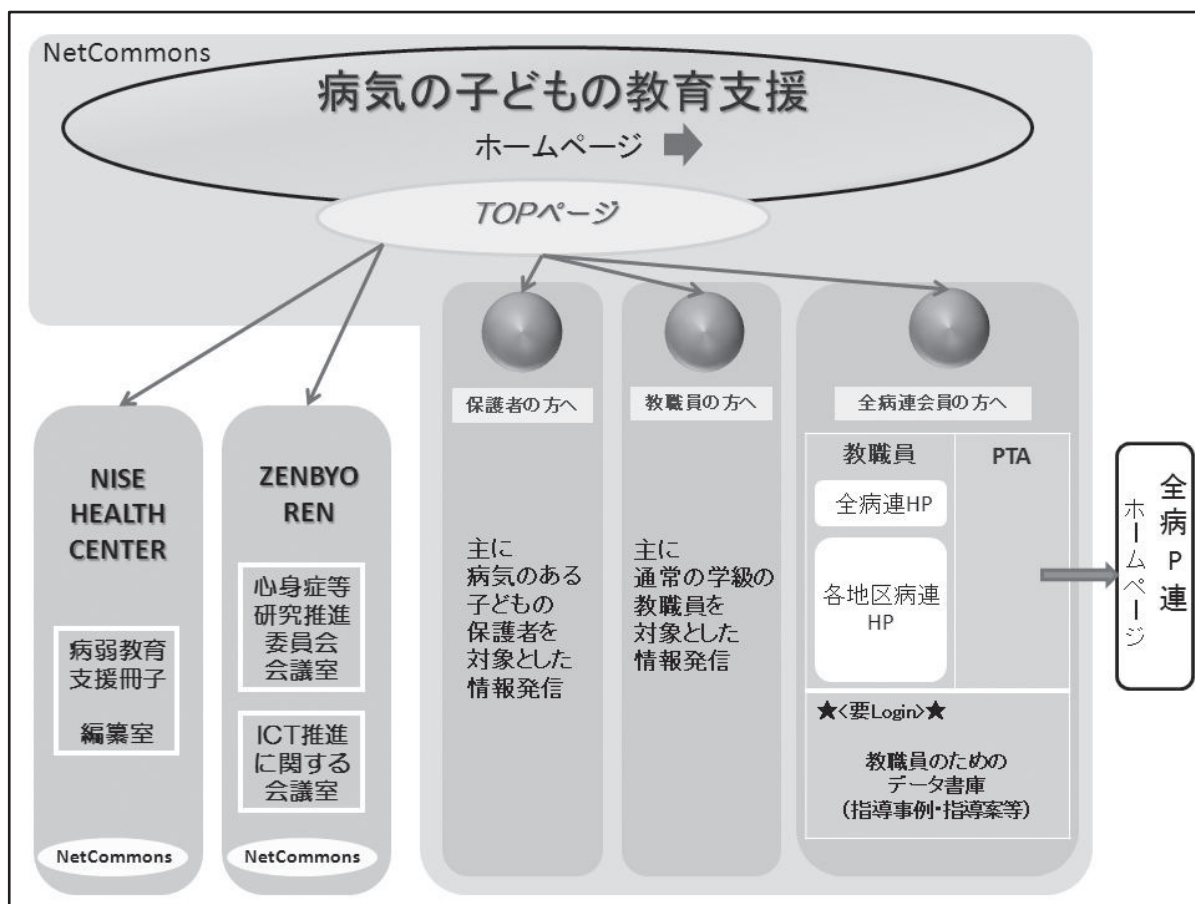 NetCommons
病気の子どもの教育支援
ホームページ
TOPページ
NISE
HEALTH
CENTER
病弱教育
支援冊子
編纂室
NetCommons
ZENBYO
REN
心身症等
研究推進
委員会
会議室
ICT推進
に関する
会議室
NetCommons
保護者の方へ
主に
病気のある
子どもの
保護者を
対象とした
情報発信
教職員の方へ
主に
通常の学級の
教職員を
対象とした
情報発信
全病連会員の方へ
教職員
全病連HP
各地区病連
HP
PTA
★<要Login>★
教職員のための
データ書庫
(指導事例・指導案等)
全病P連
ホームページ